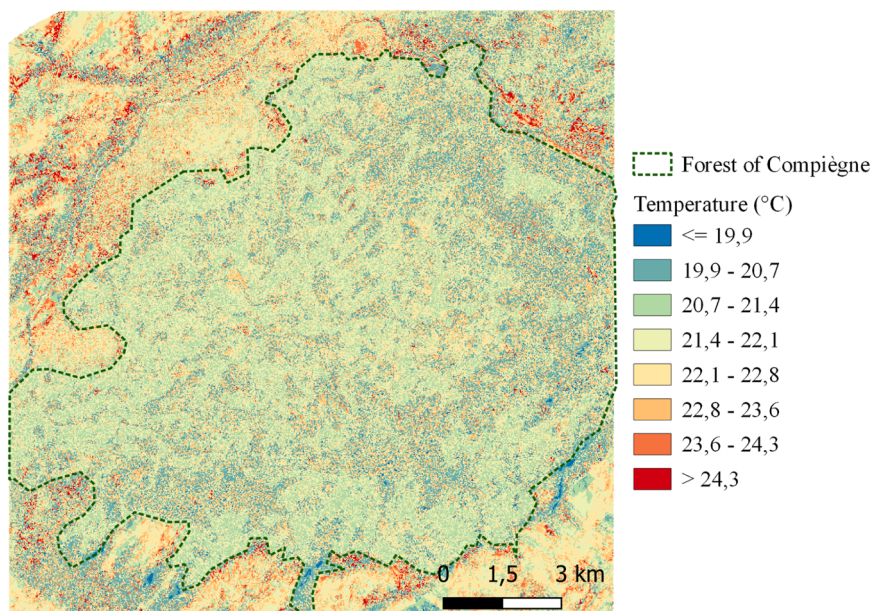 Forest of Compiègne
Temperature (°C)
<= 19,9
19,9 - 20,7
20,7 - 21,4
21,4 - 22,1
22,1 - 22,8
22,8 - 23,6
23,6 - 24,3
> 24,3
0 1,5 3 km